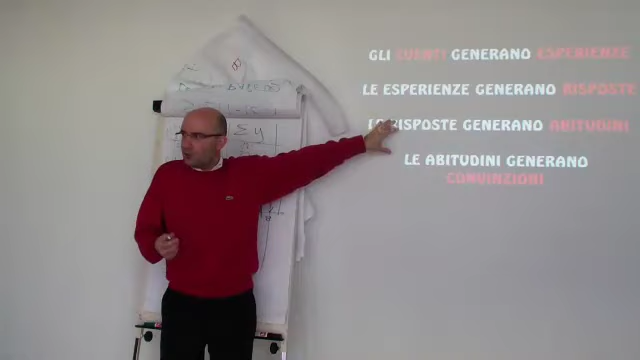 GLI EVENTI GENERANO ESPERIENZE
LE ESPERIENZE GENERANO RISPOSTE
LE RISPOSTE GENERANO ABITUDINI
LE ABITUDINI GENERANO
CONVINZIONI
Σ y